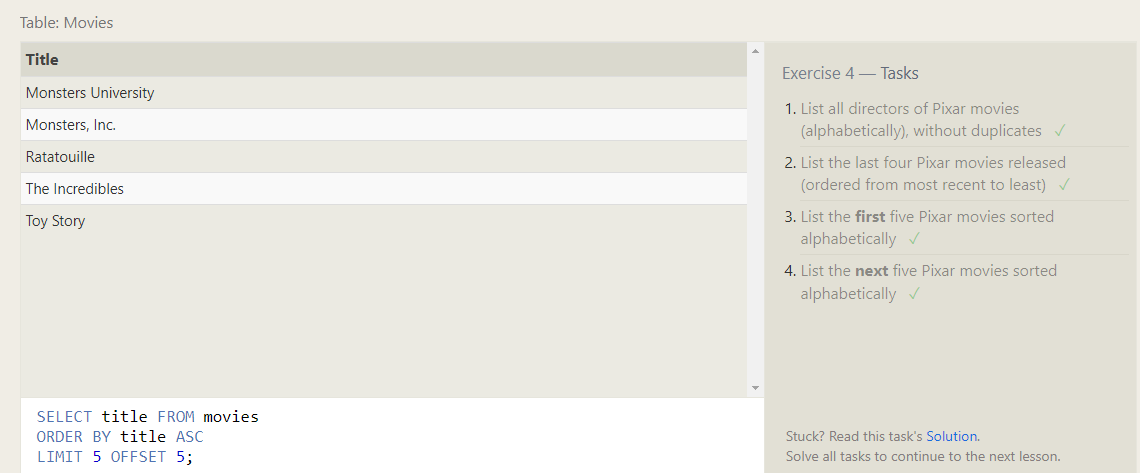 Table: Movies
Title
Monsters University
Monsters, Inc.
Ratatouille
The Incredibles
Toy Story
SELECT title FROM movies
ORDER BY title ASC
LIMIT 5 OFFSET 5;
Exercise 4 — Tasks
1. List all directors of Pixar movies
(alphabetically), without duplicates ✓
2. List the last four Pixar movies released
(ordered from most recent to least) ✓
3. List the first five Pixar movies sorted
alphabetically ✓
4. List the next five Pixar movies sorted
alphabetically ✓
Stuck? Read this task's Solution.
Solve all tasks to continue to the next lesson.